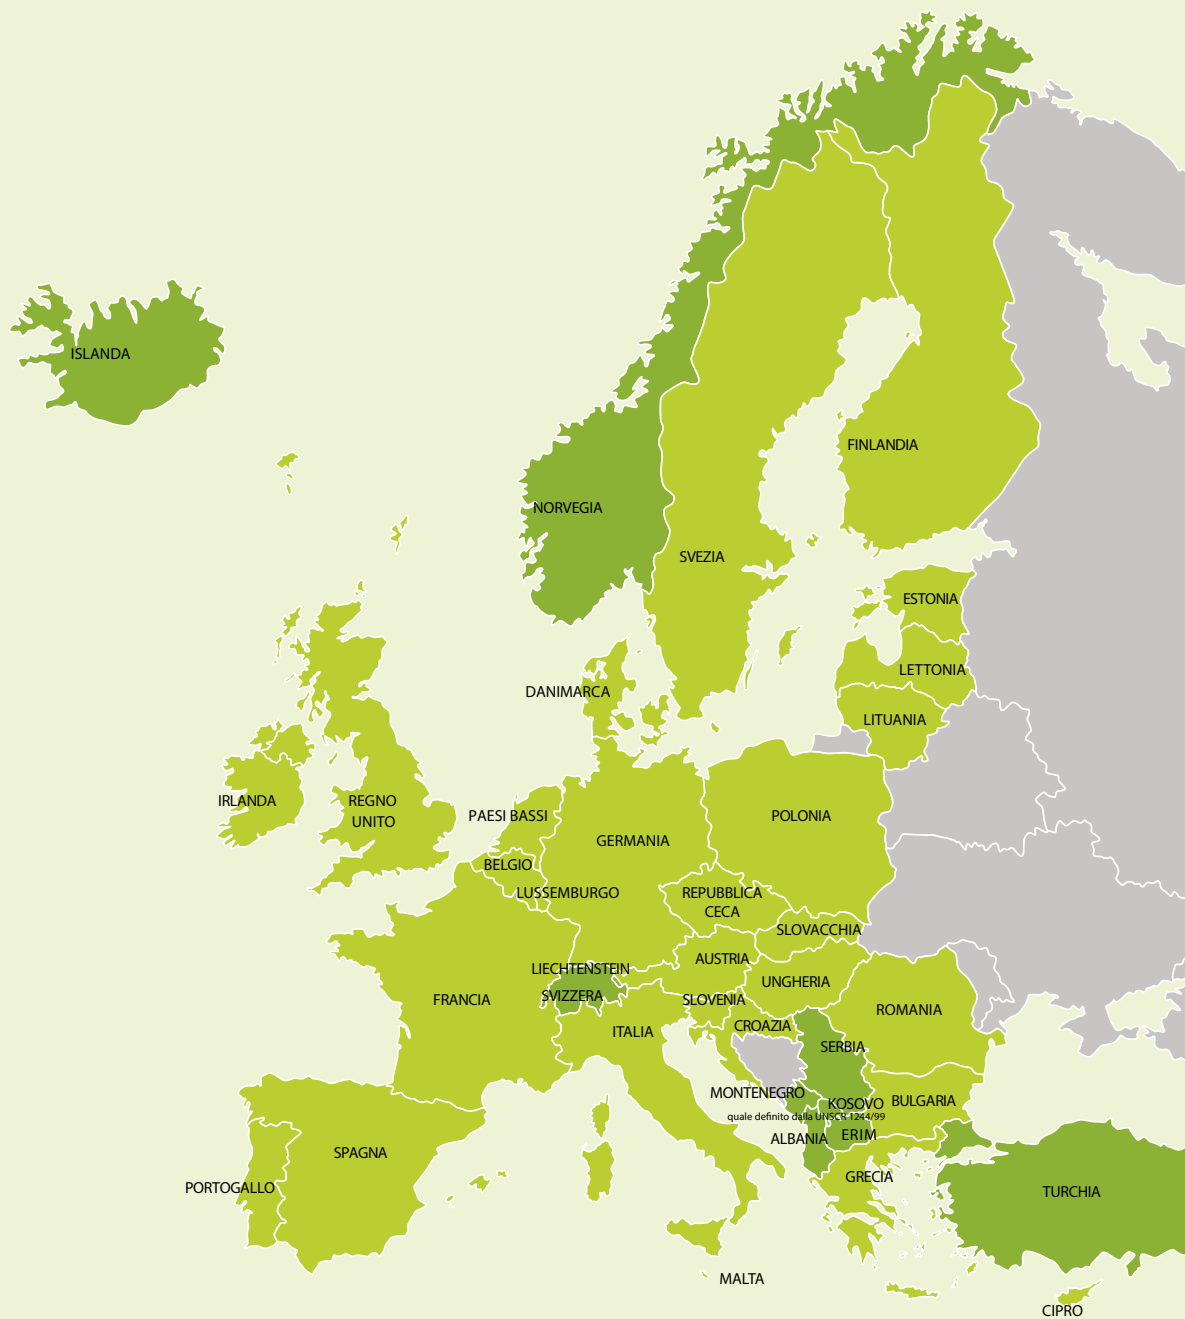 ISLANDA
FINLANDIA
NORVEGIA
SVEZIA
ESTONIA
LETTONIA
DANIMARCA
LITUANIA
IRLANDA
REGNO
UNITO
PAESI BASSI
POLONIA
GERMANIA
BELGIO
LUSSEMBURGO
REPUBBLICA
CECA
SLOVACCHIA
AUSTRIA
LIECHTENSTEIN
UNGHERIA
SVIZZERA
FRANCIA
SLOVENIA
ROMANIA
CROAZIA
ITALIA
SERBIA
MONTENEGRO
KOSOVO
BULGARIA
quale definito dalla UNSCR 1244/99
ALBANIA
ERIM
SPAGNA
GRECIA
PORTOGALLO
TURCHIA
MALTA
CIPRO